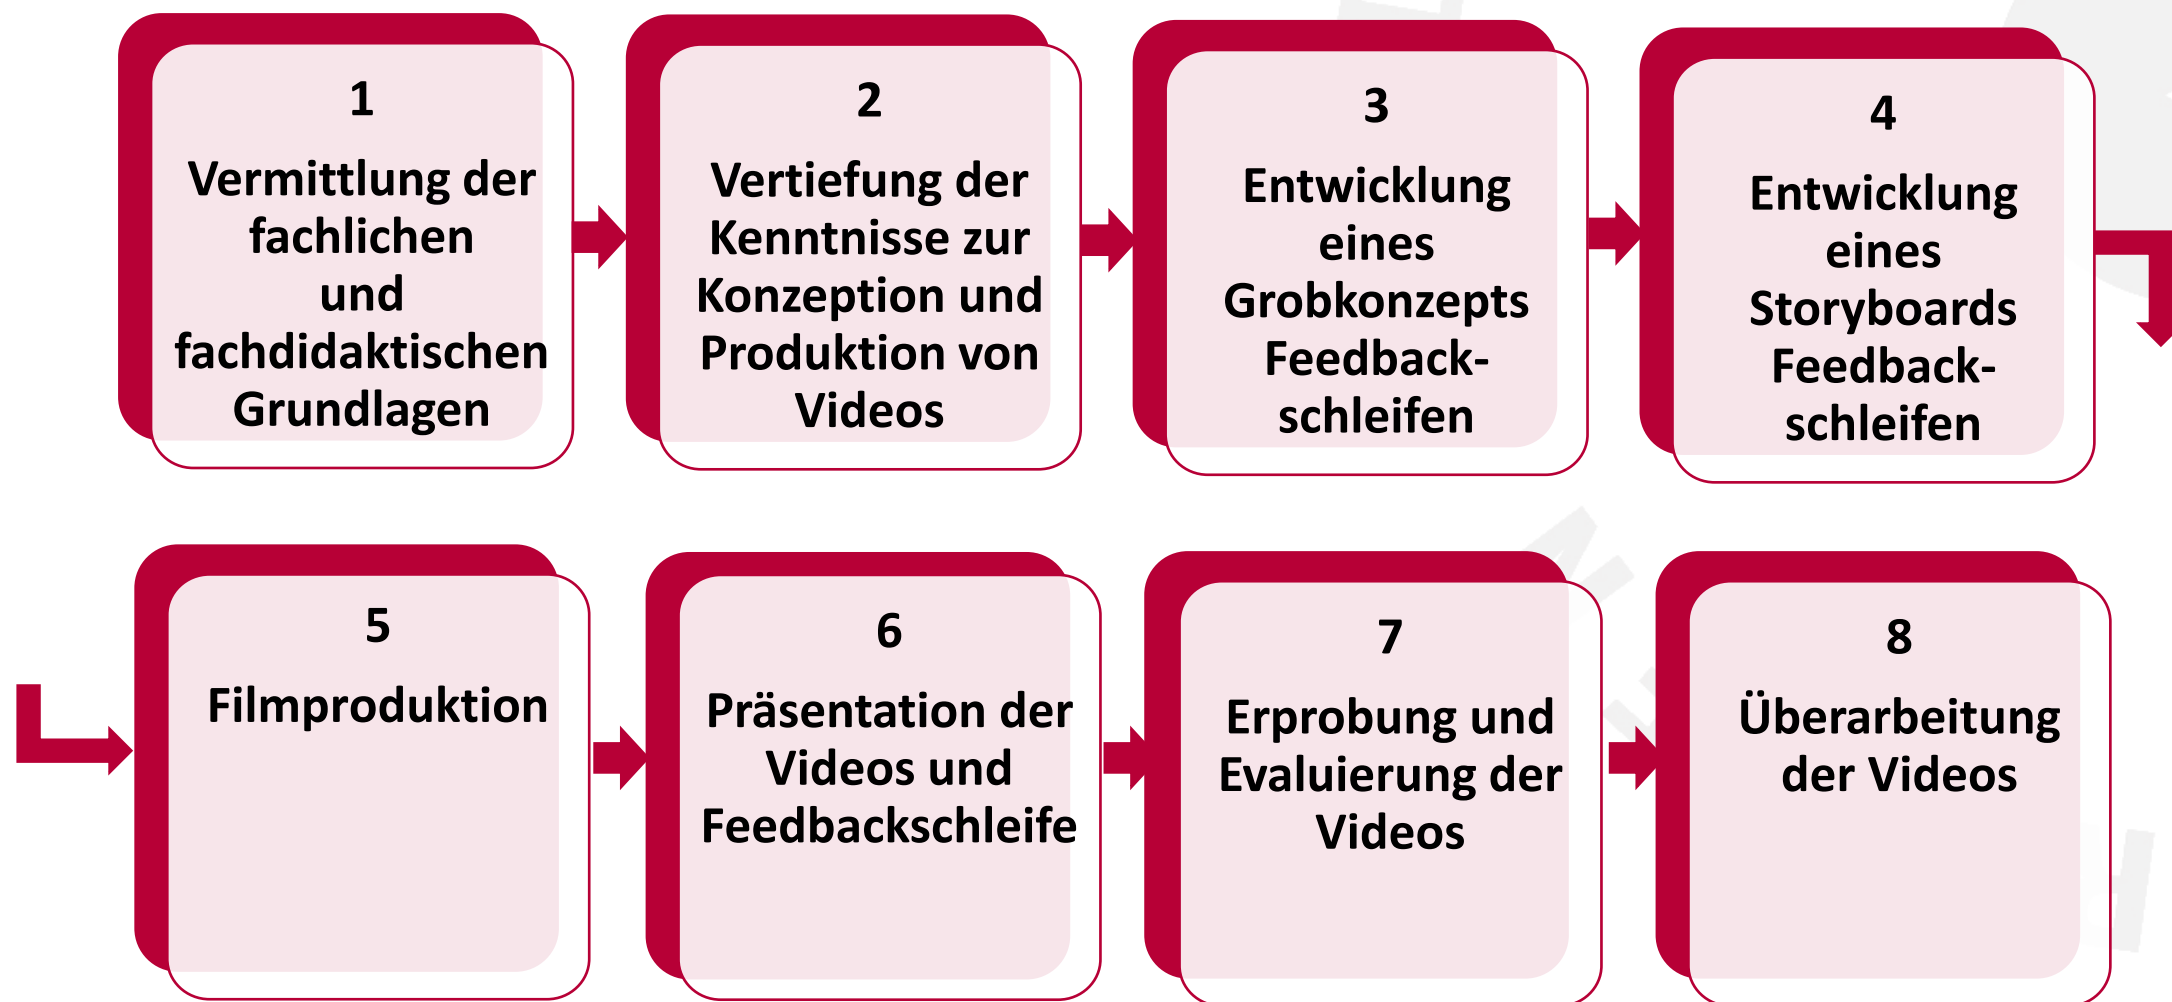 1
Vermittlung der
fachlichen
und
fachdidaktischen
Grundlagen
2
Vertiefung der
Kenntnisse zur
Konzeption und
Produktion von
Videos
3
Entwicklung
eines
Grobkonzepts
Feedback-
schleifen
4
Entwicklung
eines
Storyboards
Feedback-
schleifen
5
Filmproduktion
6
Präsentation der
Videos und
Feedbackschleife
7
Erprobung und
Evaluierung der
Videos
8
Überarbeitung
der Videos